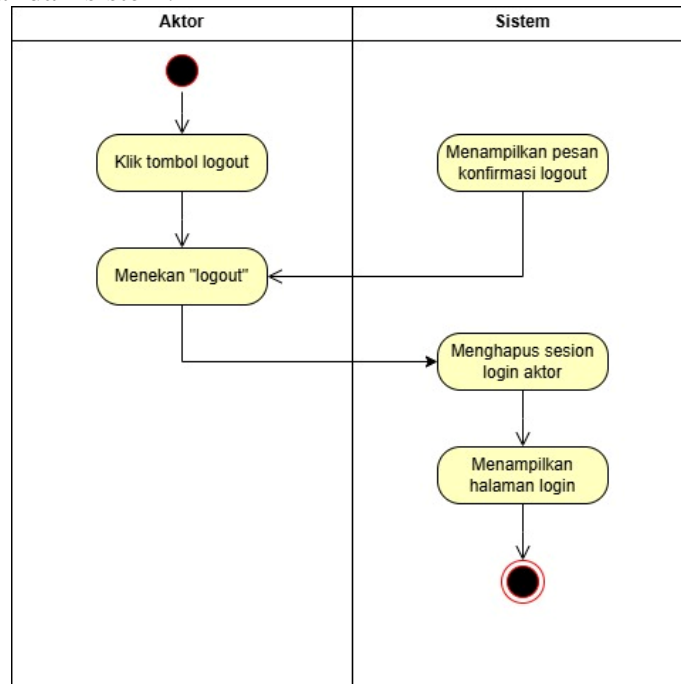 Aktor
Sistem
Klik tombol logout
Menampilkan pesan
konfirmasi logout
Menekan "logout"
Menghapus sesion
login aktor
Menampilkan
halaman login